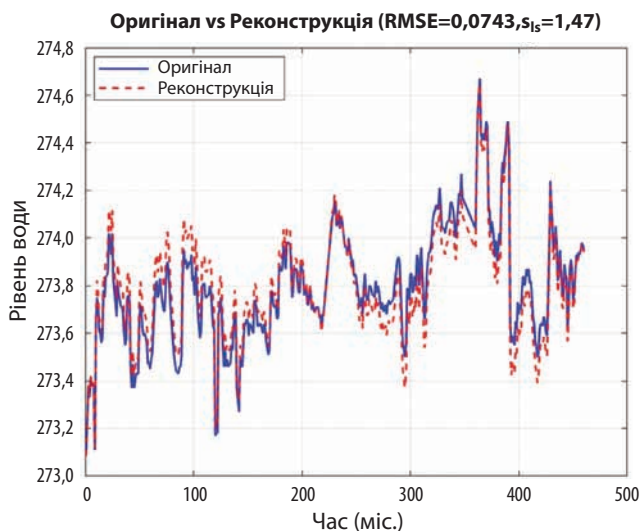 Оригінал vs Реконструкція (RMSE=0,0743,sls=1,47)
274,8
Оригінал
Реконструкція
274,6
274,4
274,2
274,0
273,8
273,6
273,4
273,2
273,0
Рівень води
0 100 200 300 400 500
Час (міс.)